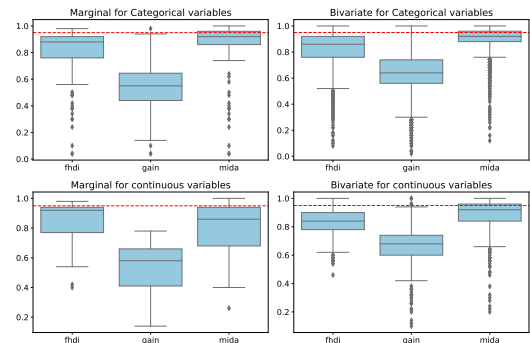 Marginal for Categorical variables
1.0
0.8
0.6
0.4
0.2
0.0
fhdi gain mida
Bivariate for Categorical variables
1.0
0.8
0.6
0.4
0.2
0.0
fhdi gain mida
Marginal for continuous variables
1.0
0.8
0.6
0.4
0.2
fhdi gain mida
Bivariate for continuous variables
1.0
0.8
0.6
0.4
0.2
fhdi gain mida